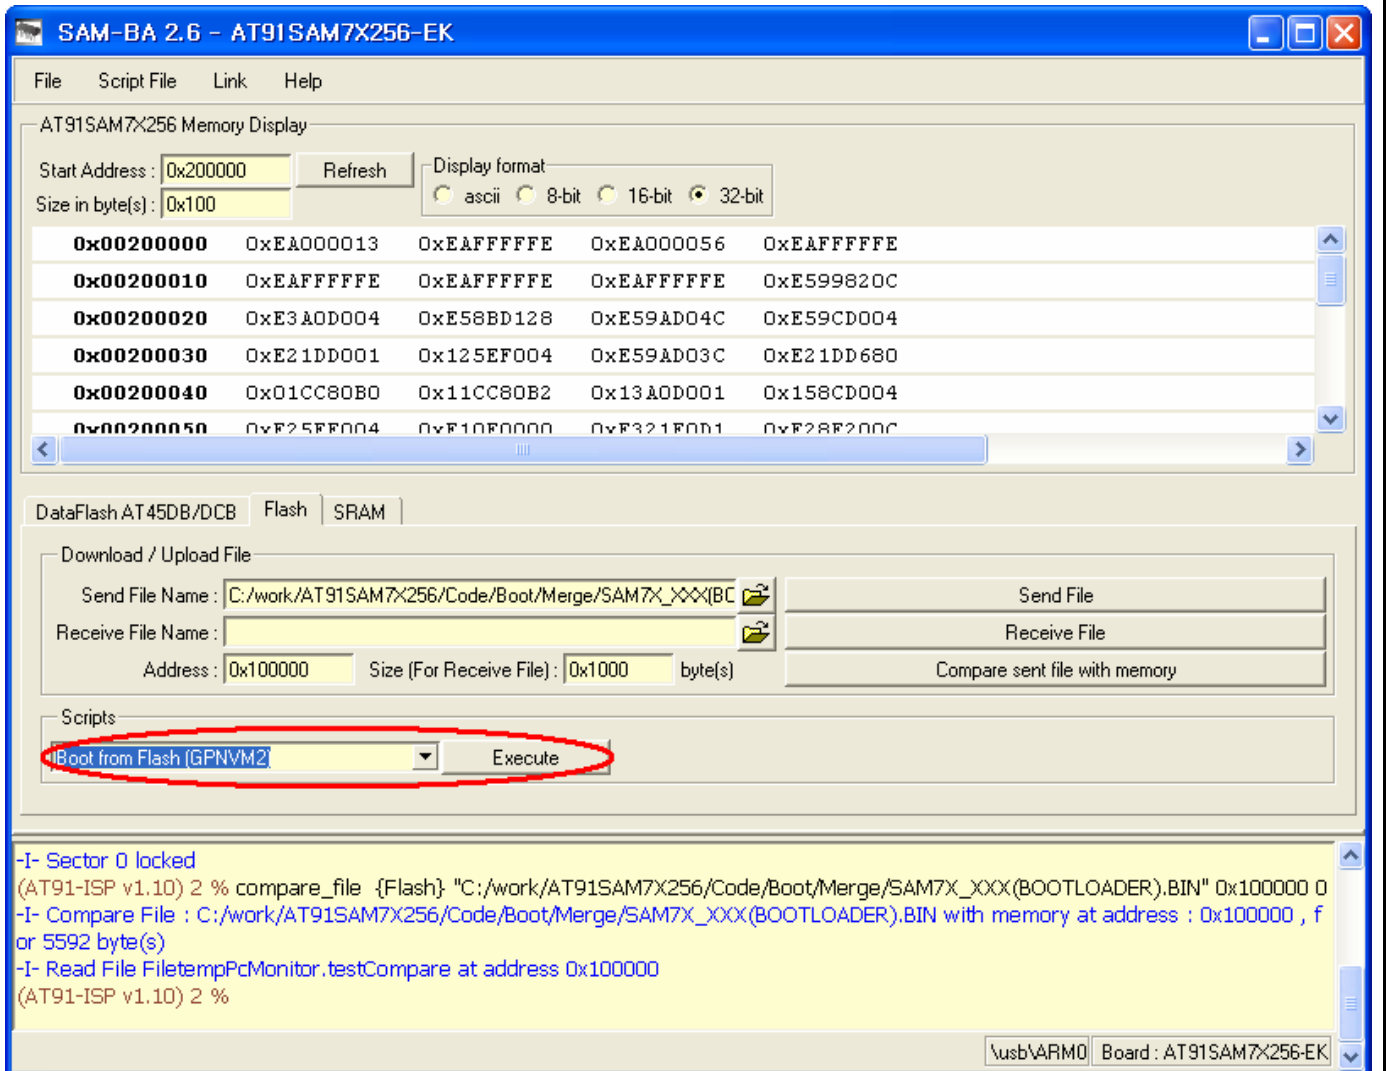 SAM-BA 2.6 - AT91SAM7X256-EK
File Script File Link Help
AT91SAM7X256 Memory Display
Start Address : 0x200000 Refresh
Size in byte(s) : 0x100
Display format
ascii 8-bit 16-bit 32-bit
0x00200000 0xEA000013 0xEAFFFFFE 0xEA000056 0xEAFFFFFE
0x00200010 0xEAFFFFFE 0xEAFFFFFE 0xEAFFFFFE 0xE599820C
0x00200020 0xE3A0D004 0xE58BD128 0xE59AD04C 0xE59CD004
0x00200030 0xE21DD001 0x125EF004 0xE59AD03C 0xE21DD680
0x00200040 0x01CC80B0 0x11CC80B2 0x13A0D001 0x158CD004
0x00200050 0xE25EF004 0xE10F0000 0xE321F0D1 0xE28F200C
DataFlash AT45DB/DCB Flash SRAM
Download / Upload File
Send File Name : C:/work/AT91SAM7X256/Code/Boot/Merge/SAM7X_XXX(BC Send File
Receive File Name : Receive File
Address : 0x100000 Size (For Receive File) : 0x1000 byte(s) Compare sent file with memory
Scripts
Boot from Flash (GPNVM2) Execute
-I- Sector 0 locked
(AT91-ISP v1.10) 2 % compare_file {Flash} "C:/work/AT91SAM7X256/Code/Boot/Merge/SAM7X_XXX(BOOTLOADER).BIN" 0x100000 0
-I- Compare File : C:/work/AT91SAM7X256/Code/Boot/Merge/SAM7X_XXX(BOOTLOADER).BIN with memory at address : 0x100000 , f
or 5592 byte(s)
-I- Read File FiletempPcMonitor.testCompare at address 0x100000
(AT91-ISP v1.10) 2 %
\usb\ARM0 Board : AT91SAM7X256-EK